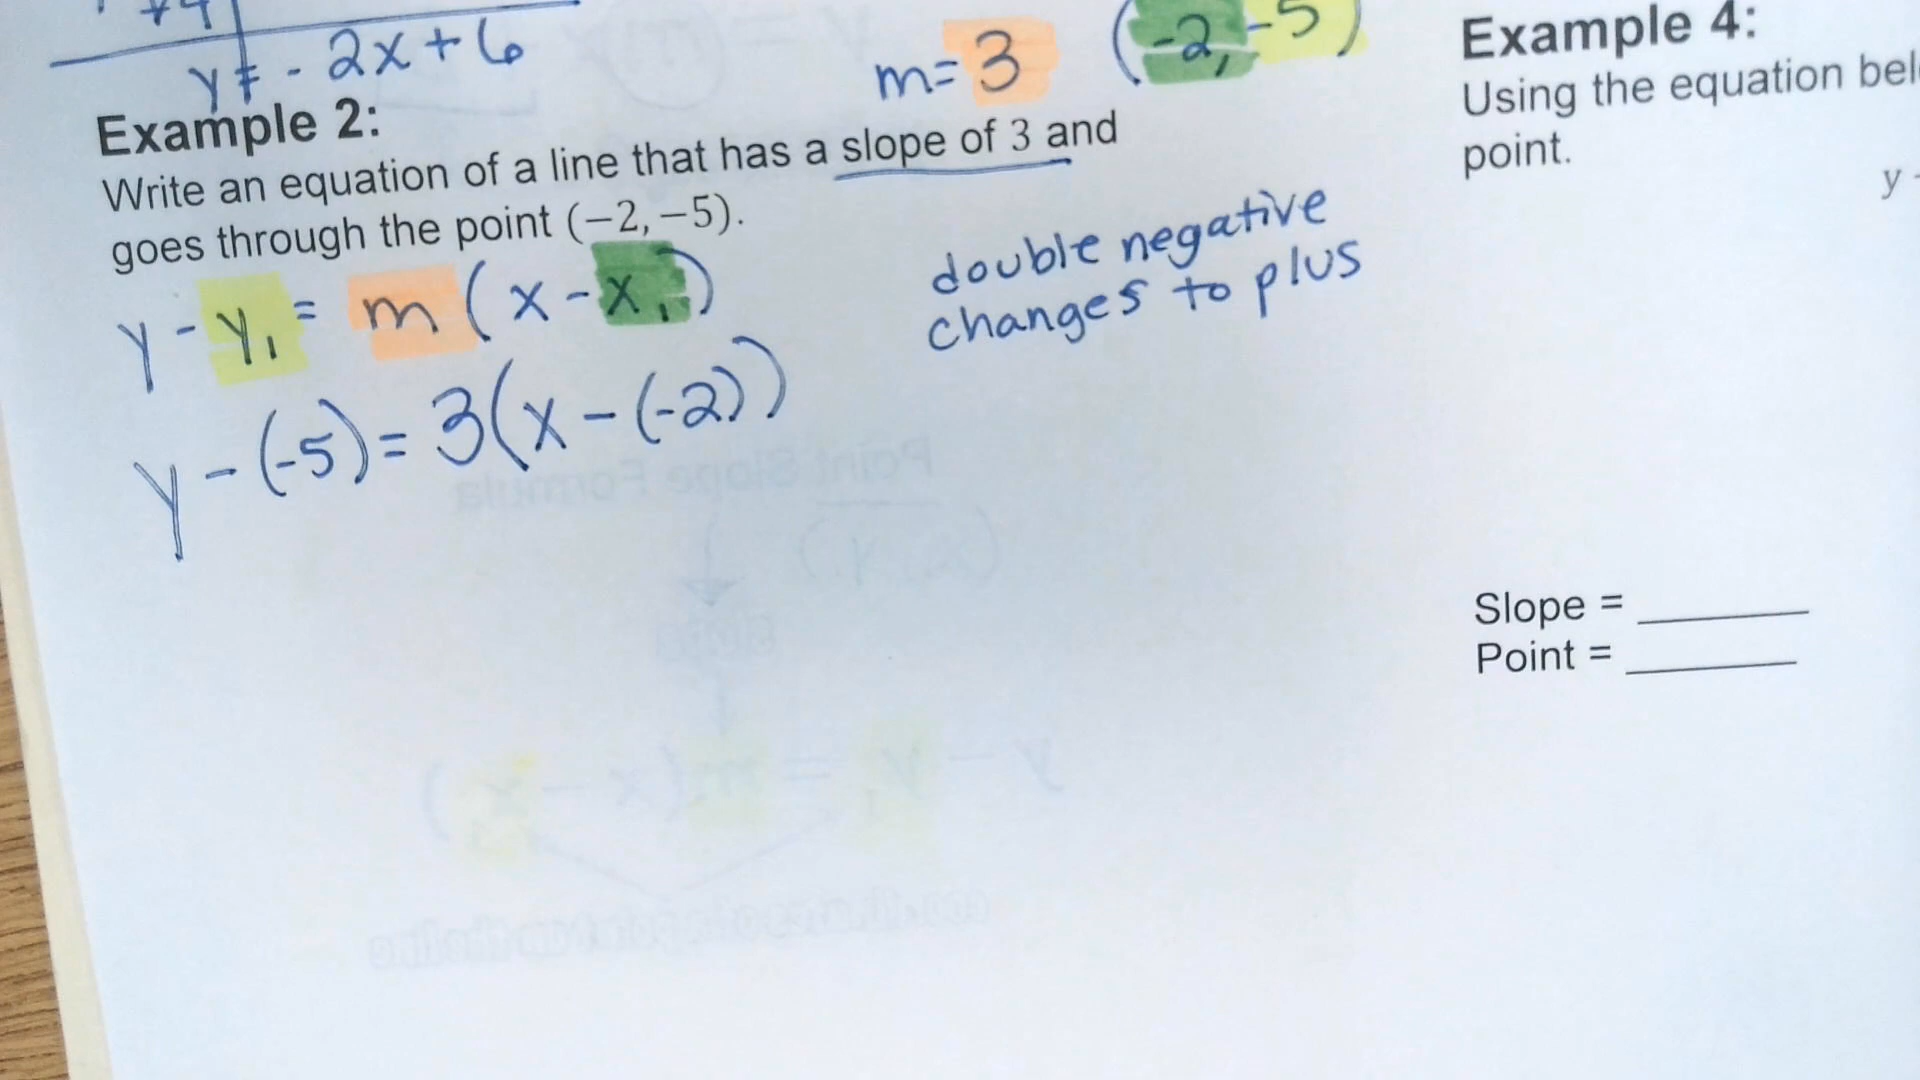 y = -2x + 6
m = 3 (-2, -5)
Example 2:
Write an equation of a line that has a slope of 3 and
goes through the point (−2, −5).
y - y₁ = m(x - x₁)
y - (-5) = 3(x - (-2))
double negative
changes to plus
Example 4:
Using the equation
point.
y
Slope = ________
Point = ________